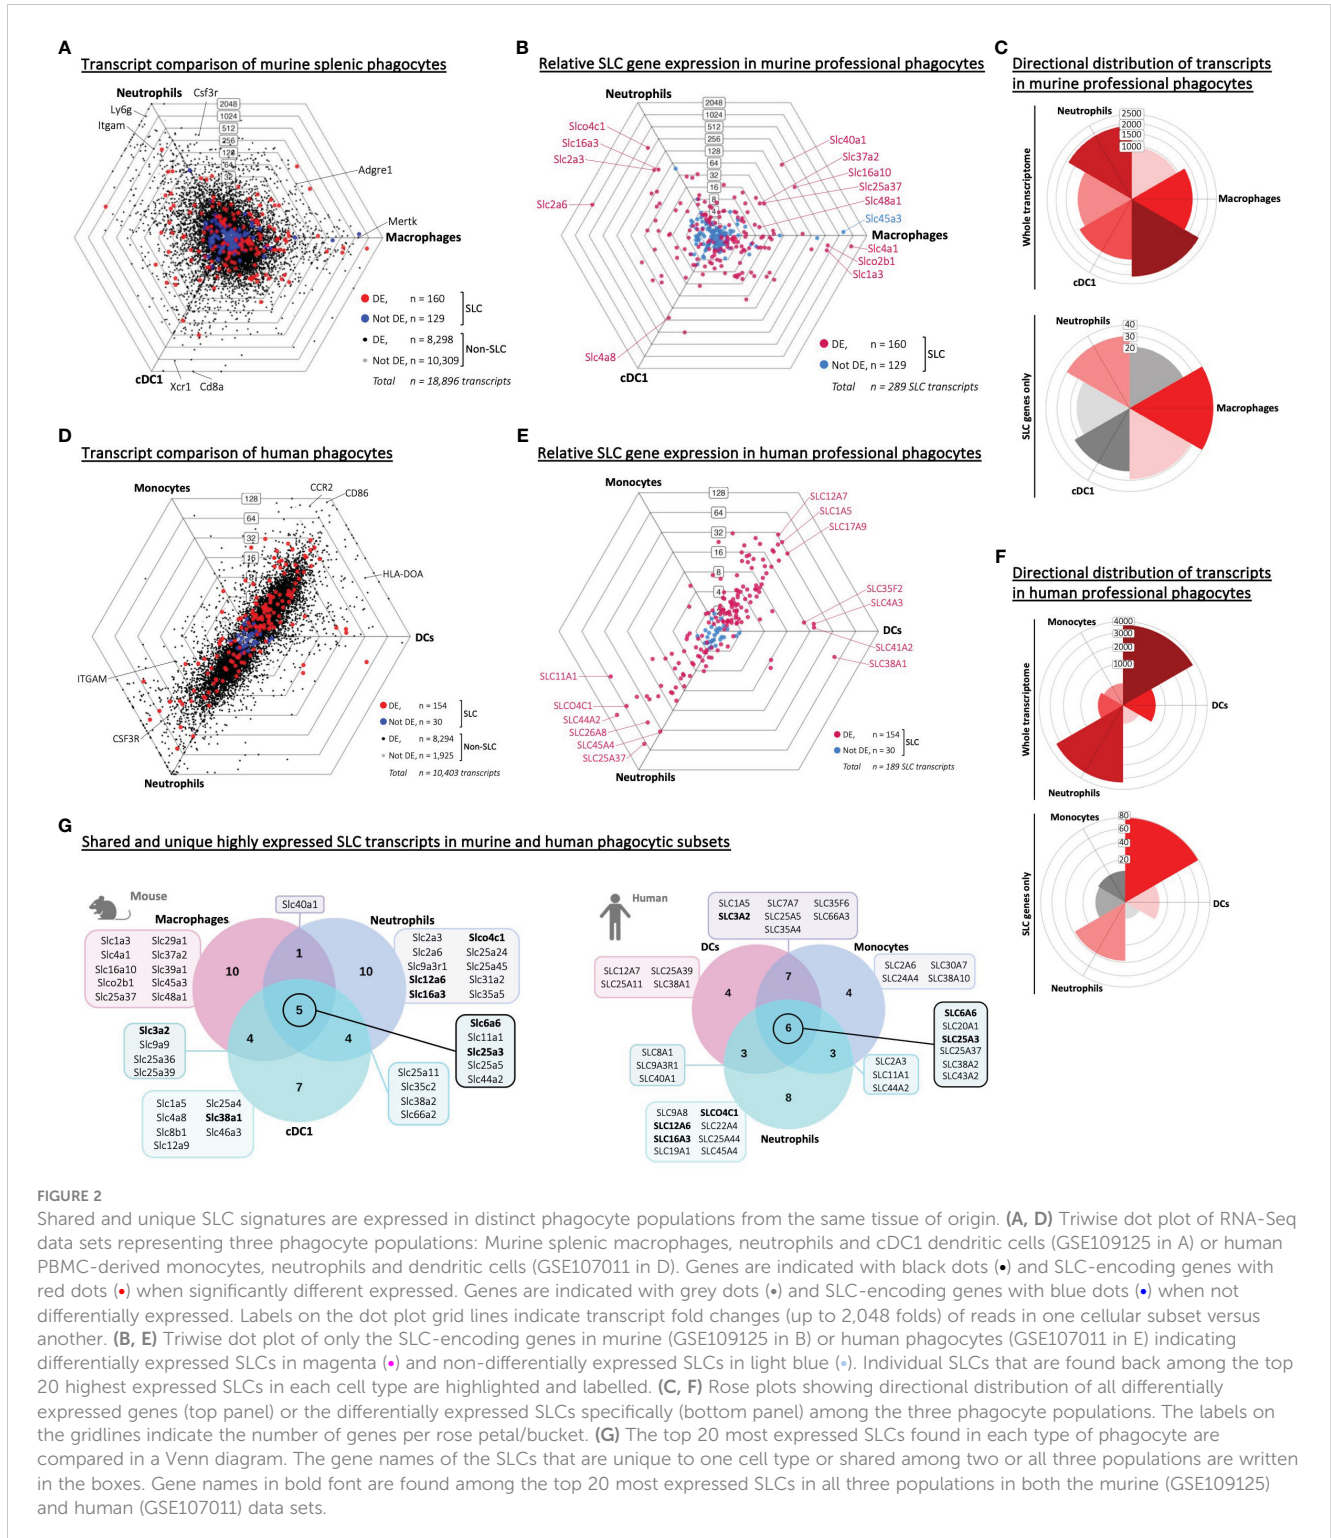 A
Transcript comparison of murine splenic phagocytes
Neutrophils
Csf3r
Ly6g
Itgam
2048
1024
512
256
128
64
32
Adgre1
Mertk
Macrophages
DE, n = 160
Not DE, n = 129
SLC
DE, n = 8,298
Not DE, n = 10,309
Non-SLC
Total n = 18,896 transcripts
cDC1
Xcr1
Cd8a
B
Relative SLC gene expression in murine professional phagocytes
Neutrophils
2048
1024
512
256
128
64
32
16
8
4
Slco4c1
Slc16a3
Slc2a3
Slc2a6
Slc40a1
Slc37a2
Slc16a10
Slc25a37
Slc48a1
Slc45a3
Macrophages
Slc4a1
Slco2b1
Slc1a3
Slc4a8
cDC1
DE, n = 160
Not DE, n = 129
SLC
Total n = 289 SLC transcripts
C
Directional distribution of transcripts
in murine professional phagocytes
Whole transcriptome
Neutrophils
2500
2000
1500
1000
Macrophages
cDC1
SLC genes only
Neutrophils
40
30
20
Macrophages
cDC1
D
Transcript comparison of human phagocytes
Monocytes
128
64
32
16
CCR2
CD86
HLA-DOA
DCs
ITGAM
CSF3R
Neutrophils
DE, n = 154
Not DE, n = 30
SLC
DE, n = 8,294
Not DE, n = 1,925
Non-SLC
Total n = 10,403 transcripts
E
Relative SLC gene expression in human professional phagocytes
Monocytes
128
64
32
16
8
4
SLC12A7
SLC1A5
SLC17A9
SLC35F2
SLC4A3
DCs
SLC41A2
SLC38A1
SLC11A1
SLCO4C1
SLC44A2
SLC26A8
SLC45A4
SLC25A37
Neutrophils
DE, n = 154
Not DE, n = 30
SLC
Total n = 189 SLC transcripts
F
Directional distribution of transcripts
in human professional phagocytes
Whole transcriptome
Monocytes
4000
3000
2000
1000
DCs
Neutrophils
SLC genes only
Monocytes
80
60
40
20
DCs
Neutrophils
G
Shared and unique highly expressed SLC transcripts in murine and human phagocytic subsets
Mouse
Macrophages
Slc40a1
Neutrophils
Slc1a3 Slc29a1
Slc4a1 Slc37a2
Slc16a10 Slc39a1
Slco2b1 Slc45a3
Slc25a37 Slc48a1
10
1
10
5
4
4
7
Slc2a3 Slco4c1
Slc2a6 Slc25a24
Slc9a3r1 Slc25a45
Slc12a6 Slc31a2
Slc16a3 Slc35a5
Slc3a2
Slc9a9
Slc25a36
Slc25a39
Slc6a6
Slc11a1
Slc25a3
Slc25a5
Slc44a2
Slc25a11
Slc35c2
Slc38a2
Slc66a2
Slc1a5 Slc25a4
Slc4a8 Slc38a1
Slc8b1 Slc46a3
Slc12a9
cDC1
Human
SLC1A5 SLC7A7 SLC35F6
SLC3A2 SLC25A5 SLC66A3
SLC35A4
DCs
Monocytes
SLC12A7 SLC25A39
SLC25A11 SLC38A1
4
7
4
6
3
3
8
SLC2A6 SLC30A7
SLC24A4 SLC38A10
SLC6A6
SLC20A1
SLC25A3
SLC25A37
SLC38A2
SLC43A2
SLC8A1
SLC9A3R1
SLC40A1
SLC2A3
SLC11A1
SLC44A2
SLC9A8 SLCO4C1
SLC12A6 SLC22A4
SLC16A3 SLC25A44
SLC19A1 SLC45A4
Neutrophils
FIGURE 2
Shared and unique SLC signatures are expressed in distinct phagocyte populations from the same tissue of origin. (A, D) Triwise dot plot of RNA-Seq
data sets representing three phagocyte populations: Murine splenic macrophages, neutrophils and cDC1 dendritic cells (GSE109125 in A) or human
PBMC-derived monocytes, neutrophils and dendritic cells (GSE107011 in D). Genes are indicated with black dots (•) and SLC-encoding genes with
red dots (•) when significantly different expressed. Genes are indicated with grey dots (•) and SLC-encoding genes with blue dots (•) when not
differentially expressed. Labels on the dot plot grid lines indicate transcript fold changes (up to 2,048 folds) of reads in one cellular subset versus
another. (B, E) Triwise dot plot of only the SLC-encoding genes in murine (GSE109125 in B) or human phagocytes (GSE107011 in E) indicating
differentially expressed SLCs in magenta (•) and non-differentially expressed SLCs in light blue (•). Individual SLCs that are found back among the top
20 highest expressed SLCs in each cell type are highlighted and labelled. (C, F) Rose plots showing directional distribution of all differentially
expressed genes (top panel) or the differentially expressed SLCs specifically (bottom panel) among the three phagocyte populations. The labels on
the gridlines indicate the number of genes per rose petal/bucket. (G) The top 20 most expressed SLCs found in each type of phagocyte are
compared in a Venn diagram. The gene names of the SLCs that are unique to one cell type or shared among two or all three populations are written
in the boxes. Gene names in bold font are found among the top 20 most expressed SLCs in all three populations in both the murine (GSE109125)
and human (GSE107011) data sets.